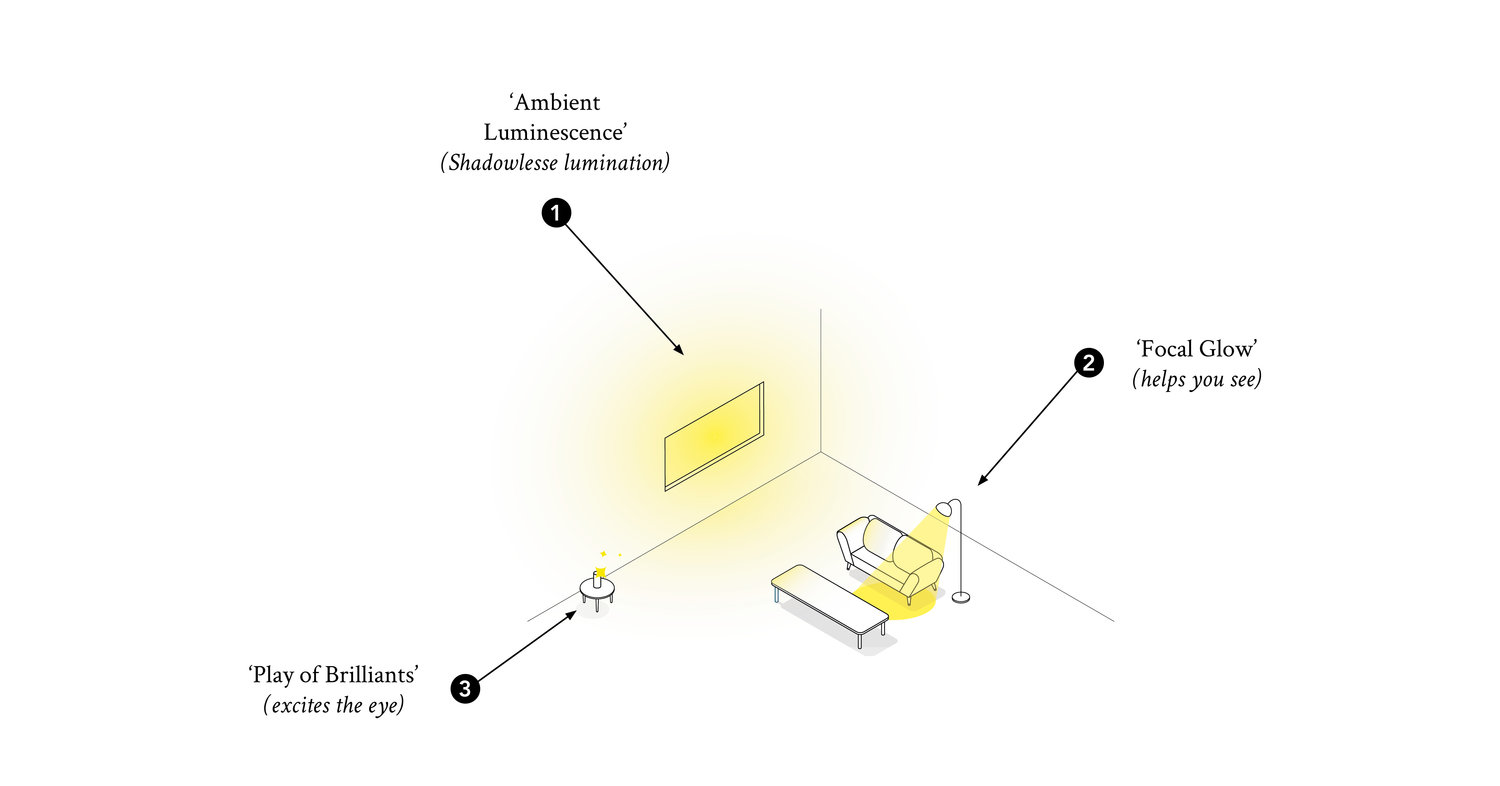 ‘Ambient
Luminescence’
(Shadowlesse lumination)
1
2
‘Focal Glow’
(helps you see)
‘Play of Brilliants’
(excites the eye)
3